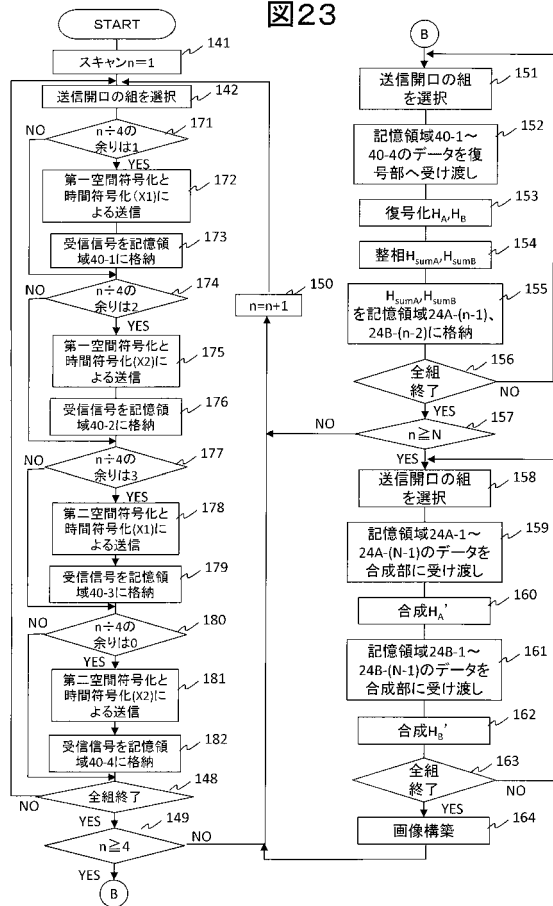 図23
START
141
スキャンn=1
送信開口の組を選択
142
NO
n÷4の
余りは1
171
YES
第一空間符号化と
時間符号化(X1)
による送信
172
受信信号を記憶領
域40-1に格納
173
NO
n÷4の
余りは2
174
YES
第一空間符号化と
時間符号化(X2)
による送信
175
受信信号を記憶領
域40-2に格納
176
NO
n÷4の
余りは3
177
YES
第二空間符号化と
時間符号化(X1)
による送信
178
受信信号を記憶領
域40-3に格納
179
NO
n÷4の
余りは0
180
YES
第二空間符号化と
時間符号化(X2)
による送信
181
受信信号を記憶領
域40-4に格納
182
NO
全組終了
148
YES
n≧4
149
NO
YES
B
n=n+1
150
B
送信開口の組
を選択
151
記憶領域40-1～
40-4のデータを復
号部へ受け渡し
152
復号化HA,HB
153
整相HsumA,HsumB
154
HsumA,HsumB
を記憶領域24A-(n-1)、
24B-(n-2)に格納
155
全組
終了
156
NO
YES
n≧N
157
NO
YES
送信開口の組
を選択
158
記憶領域24A-1～
24A-(N-1)のデータを
合成部に受け渡し
159
合成HA’
160
記憶領域24B-1～
24B-(N-1)のデータを
合成部に受け渡し
161
合成HB’
162
全組
終了
163
NO
YES
画像構築
164